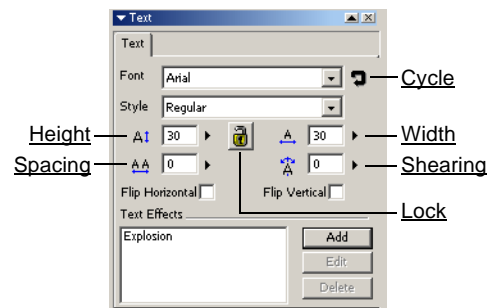 Text
Text
Font Arial Cycle
Style Regular
Height A 30 A 30 Width
Spacing AA 0 A 0 Shearing
Flip Horizontal Flip Vertical
Lock
Text Effects
Explosion Add
Edit
Delete